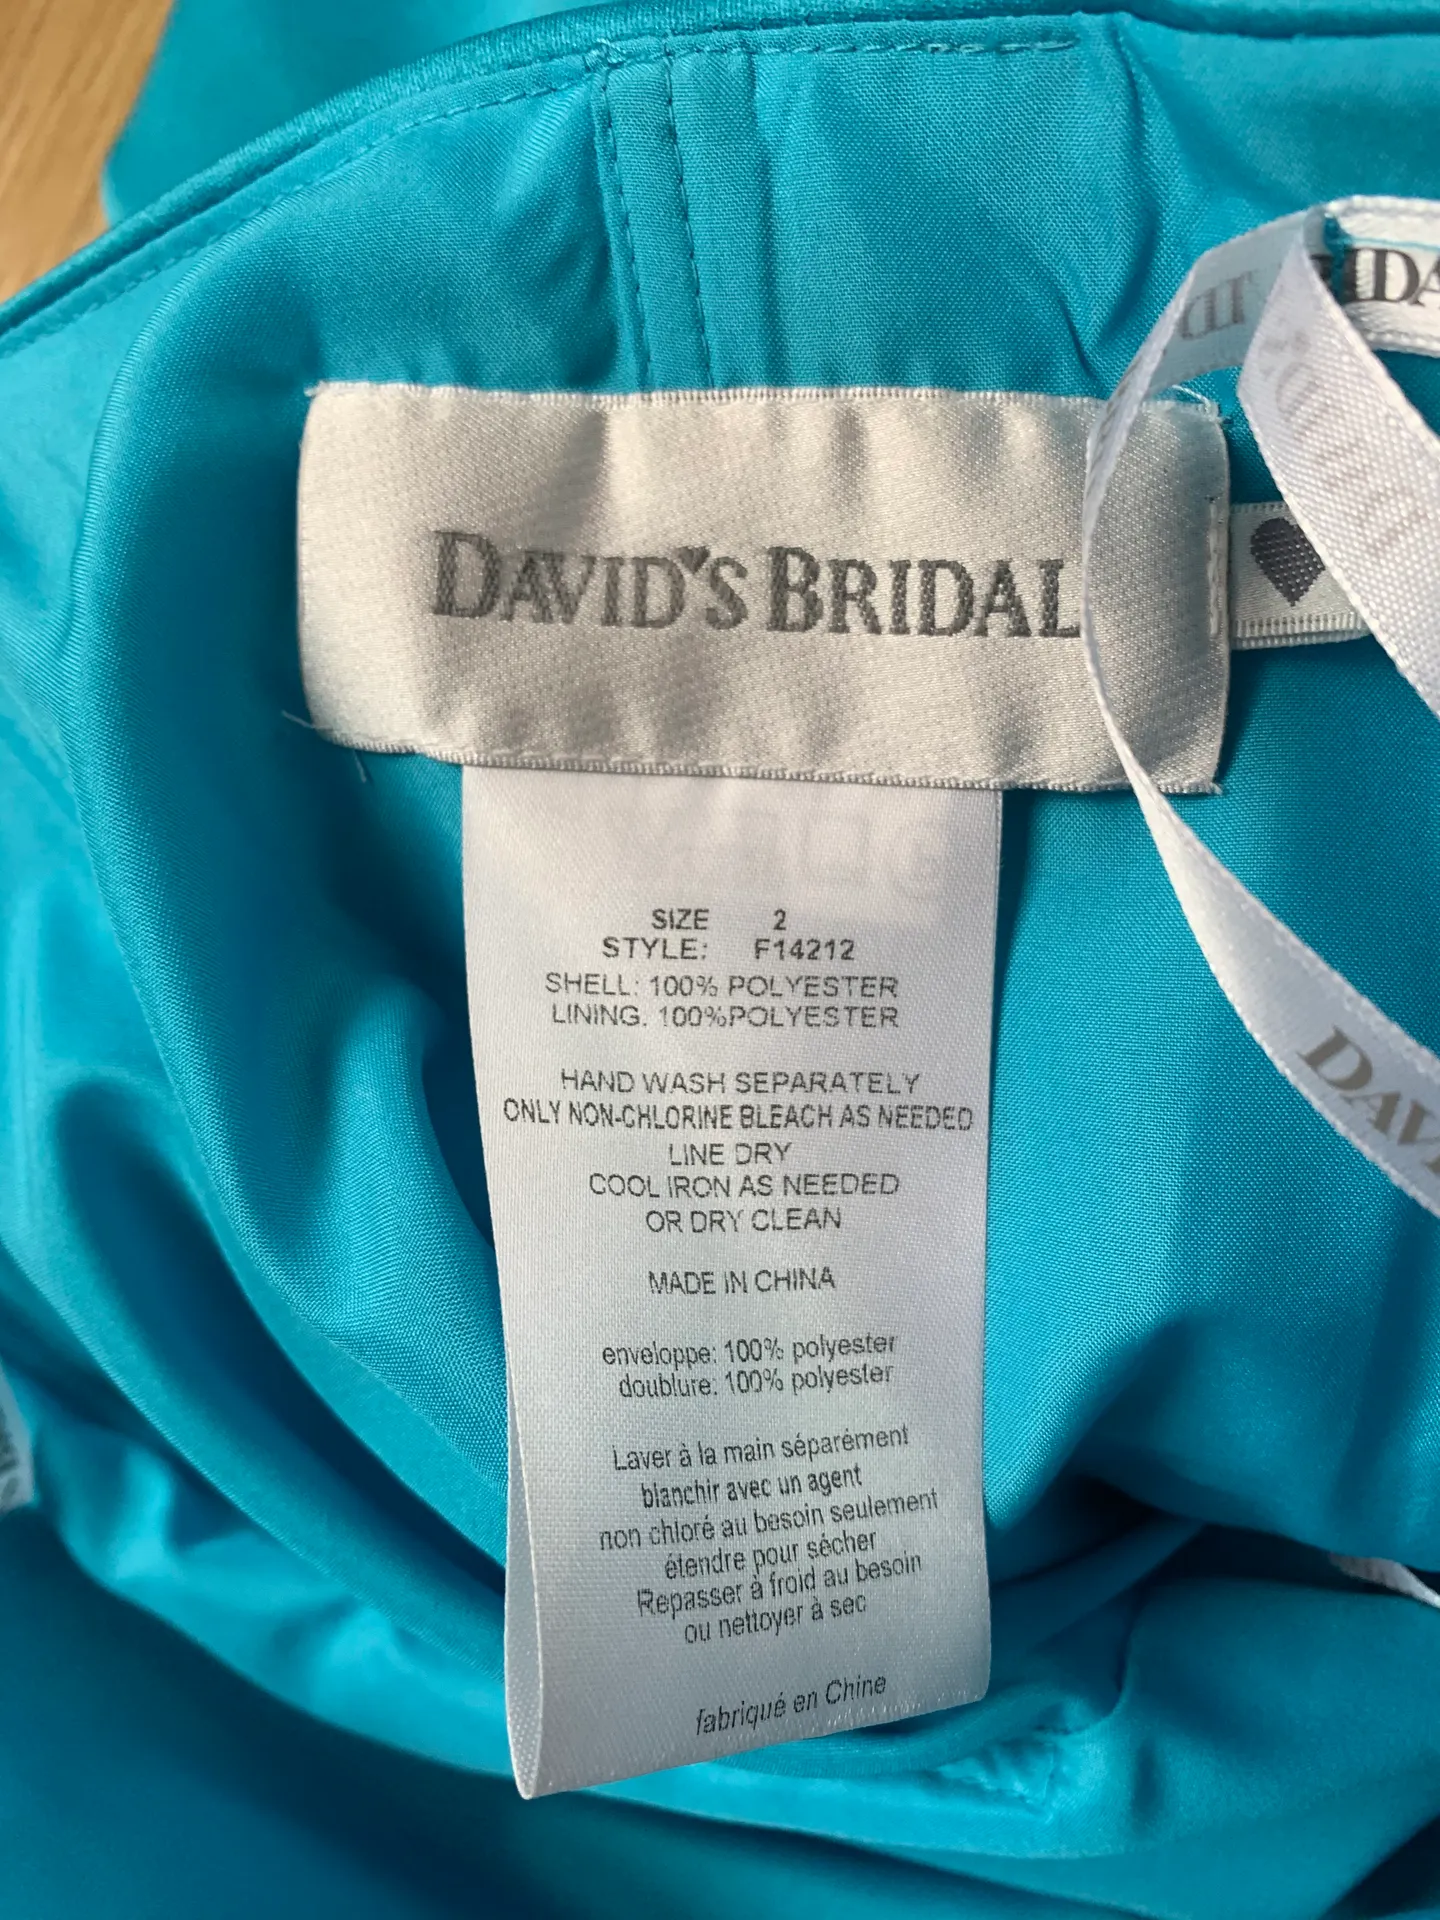 DAVID'S BRIDAL
SIZE 2
STYLE: F14212
SHELL: 100% POLYESTER
LINING. 100%POLYESTER
HAND WASH SEPARATELY
ONLY NON-CHLORINE BLEACH AS NEEDED
LINE DRY
COOL IRON AS NEEDED
OR DRY CLEAN
MADE IN CHINA
enveloppe: 100% polyester
doublure: 100% polyester
Laver à la main séparément
blanchir avec un agent
non chloré au besoin seulement
étendre pour sécher
Repasser à froid au besoin
ou nettoyer à sec
fabriqué en Chine
DAVI
IDA